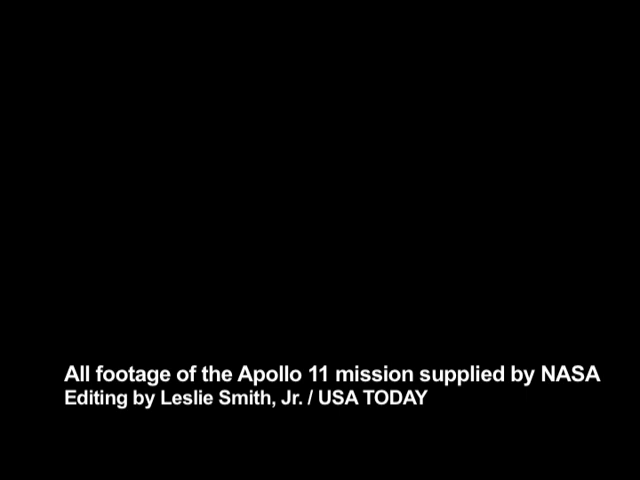 All footage of the Apollo 11 mission supplied by NASA
Editing by Leslie Smith, Jr. / USA TODAY